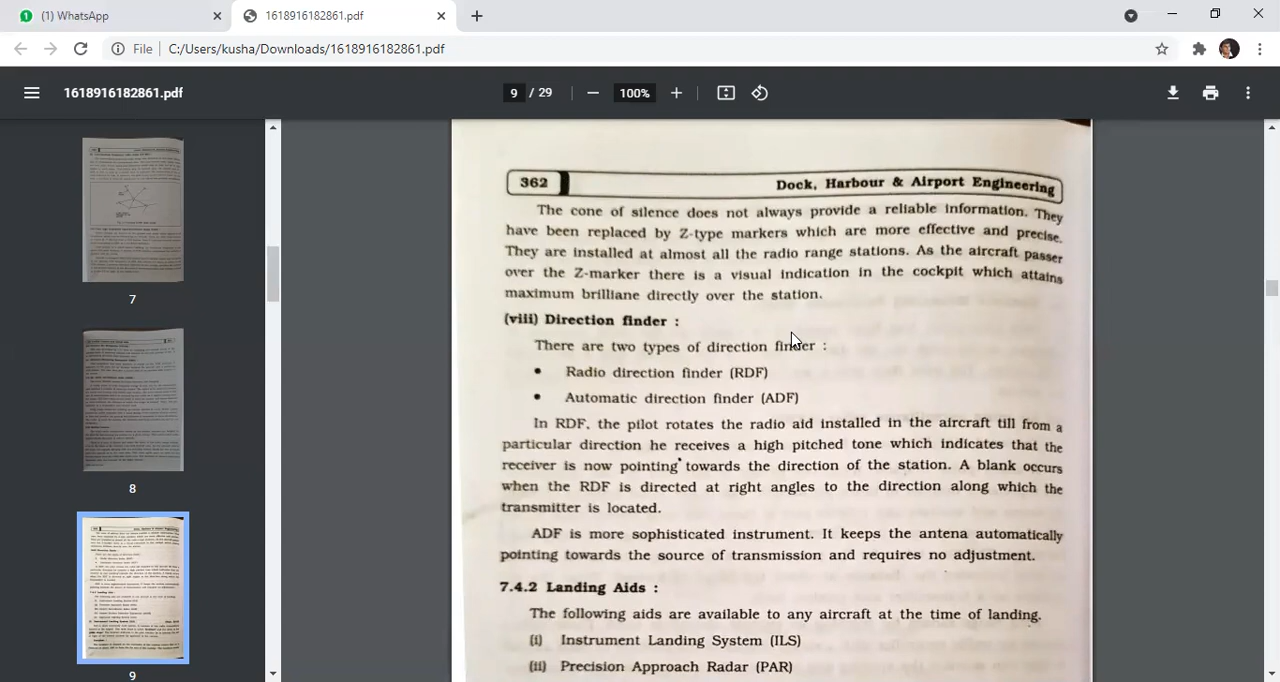 (1) WhatsApp
1618916182861.pdf
File
C:/Users/kusha/Downloads/1618916182861.pdf
1618916182861.pdf
9 / 29
100%
7
8
9
362
Dock, Harbour & Airport Engineering
The cone of silence does not always provide a reliable information. They
have been replaced by Z-type markers which are more effective and precise.
They are installed at almost all the radio range stations. As the aircraft passer
over the Z-marker there is a visual indication in the cockpit which attains
maximum brilliane directly over the station.
(viii) Direction finder :
There are two types of direction finder :
• Radio direction finder (RDF)
• Automatic direction finder (ADF)
In RDF, the pilot rotates the radio aid installed in the aircraft till from a
particular direction he receives a high pitched tone which indicates that the
receiver is now pointing towards the direction of the station. A blank occurs
when the RDF is directed at right angles to the direction along which the
transmitter is located.
ADF is more sophisticated instrument. It keeps the antena automatically
pointing towards the source of transmission and requires no adjustment.
7.4.2 Landing Aids :
The following aids are available to any aircraft at the time of landing.
(i) Instrument Landing System (ILS)
(ii) Precision Approach Radar (PAR)